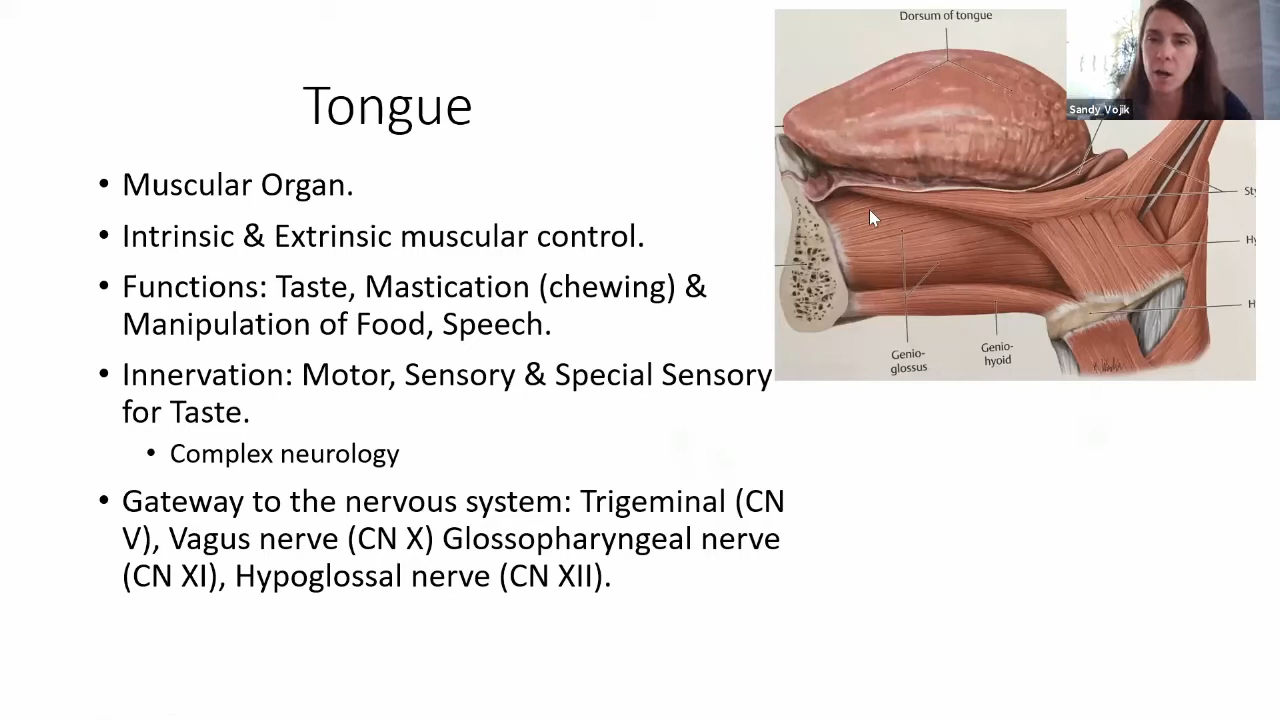 Tongue
• Muscular Organ.
• Intrinsic & Extrinsic muscular control.
• Functions: Taste, Mastication (chewing) &
Manipulation of Food, Speech.
• Innervation: Motor, Sensory & Special Sensory
for Taste.
• Complex neurology
• Gateway to the nervous system: Trigeminal (CN
V), Vagus nerve (CN X) Glossopharyngeal nerve
(CN XI), Hypoglossal nerve (CN XII).
Dorsum of tongue
Sandy Vojik
Sty
Hy
H
Genio-
glossus
Genio-
hyoid